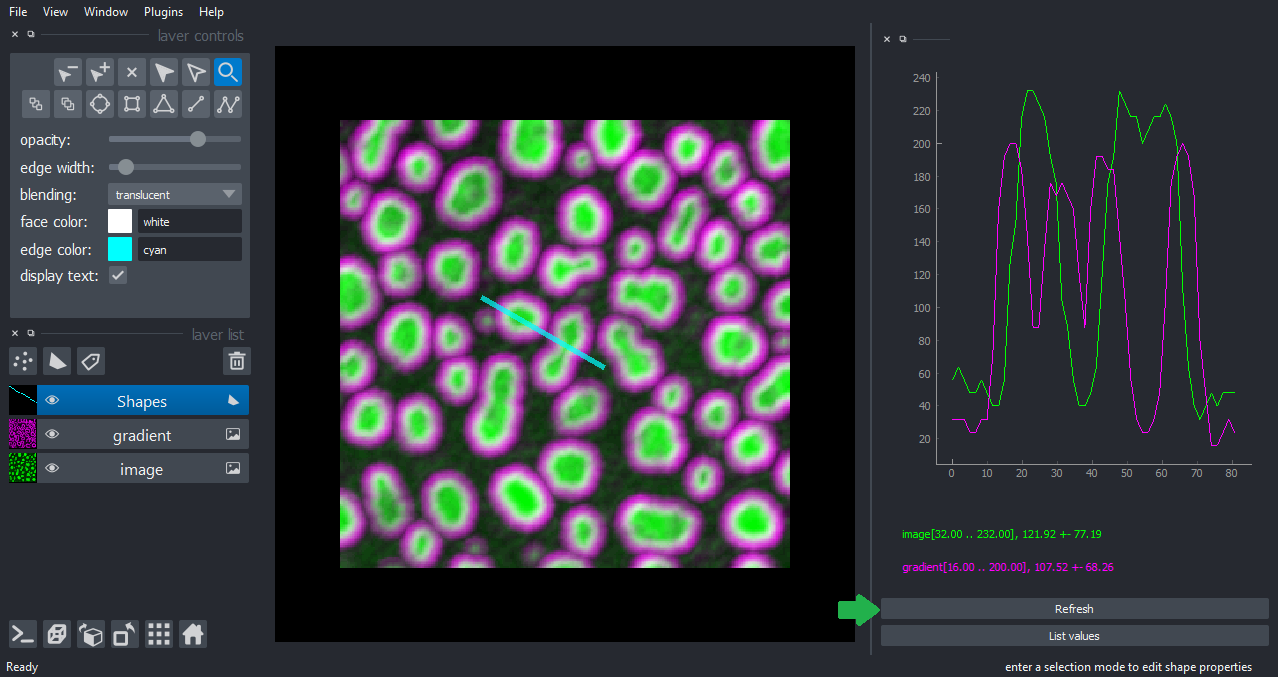 File View Window Plugins Help
layer controls
opacity:
edge width:
blending: translucent
face color: white
edge color: cyan
display text:
layer list
Shapes
gradient
image
Ready
240
220
200
180
160
140
120
100
80
60
40
20
0 10 20 30 40 50 60 70 80
image[32.00 .. 232.00], 121.92 +- 77.19
gradient[16.00 .. 200.00], 107.52 +- 68.26
Refresh
List values
enter a selection mode to edit shape properties